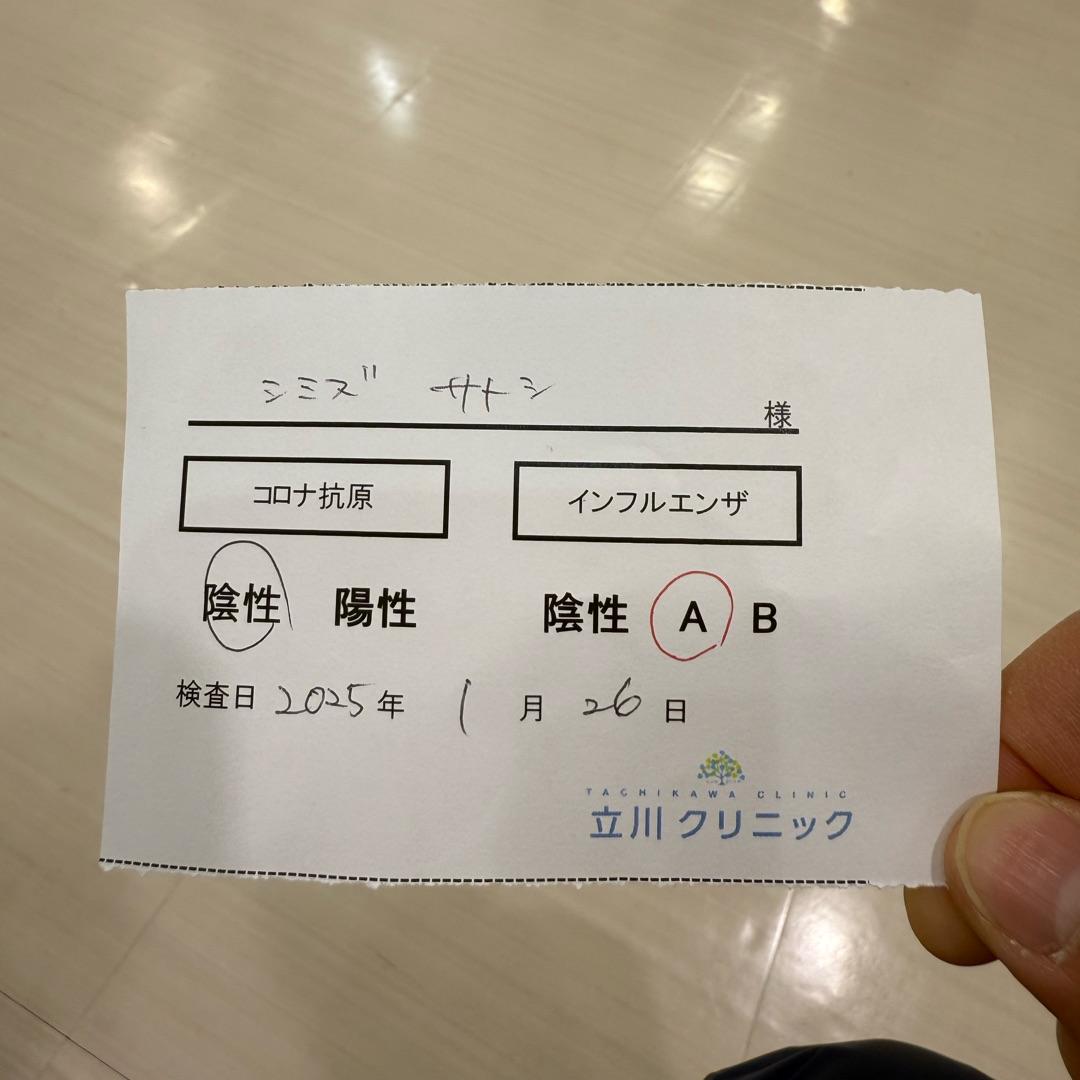 シミズ サトシ 様
コロナ抗原 インフルエンザ
陰性 陽性 陰性 A B
検査日 2025年 1月 26日
TACHIKAWA CLINIC
立川クリニック